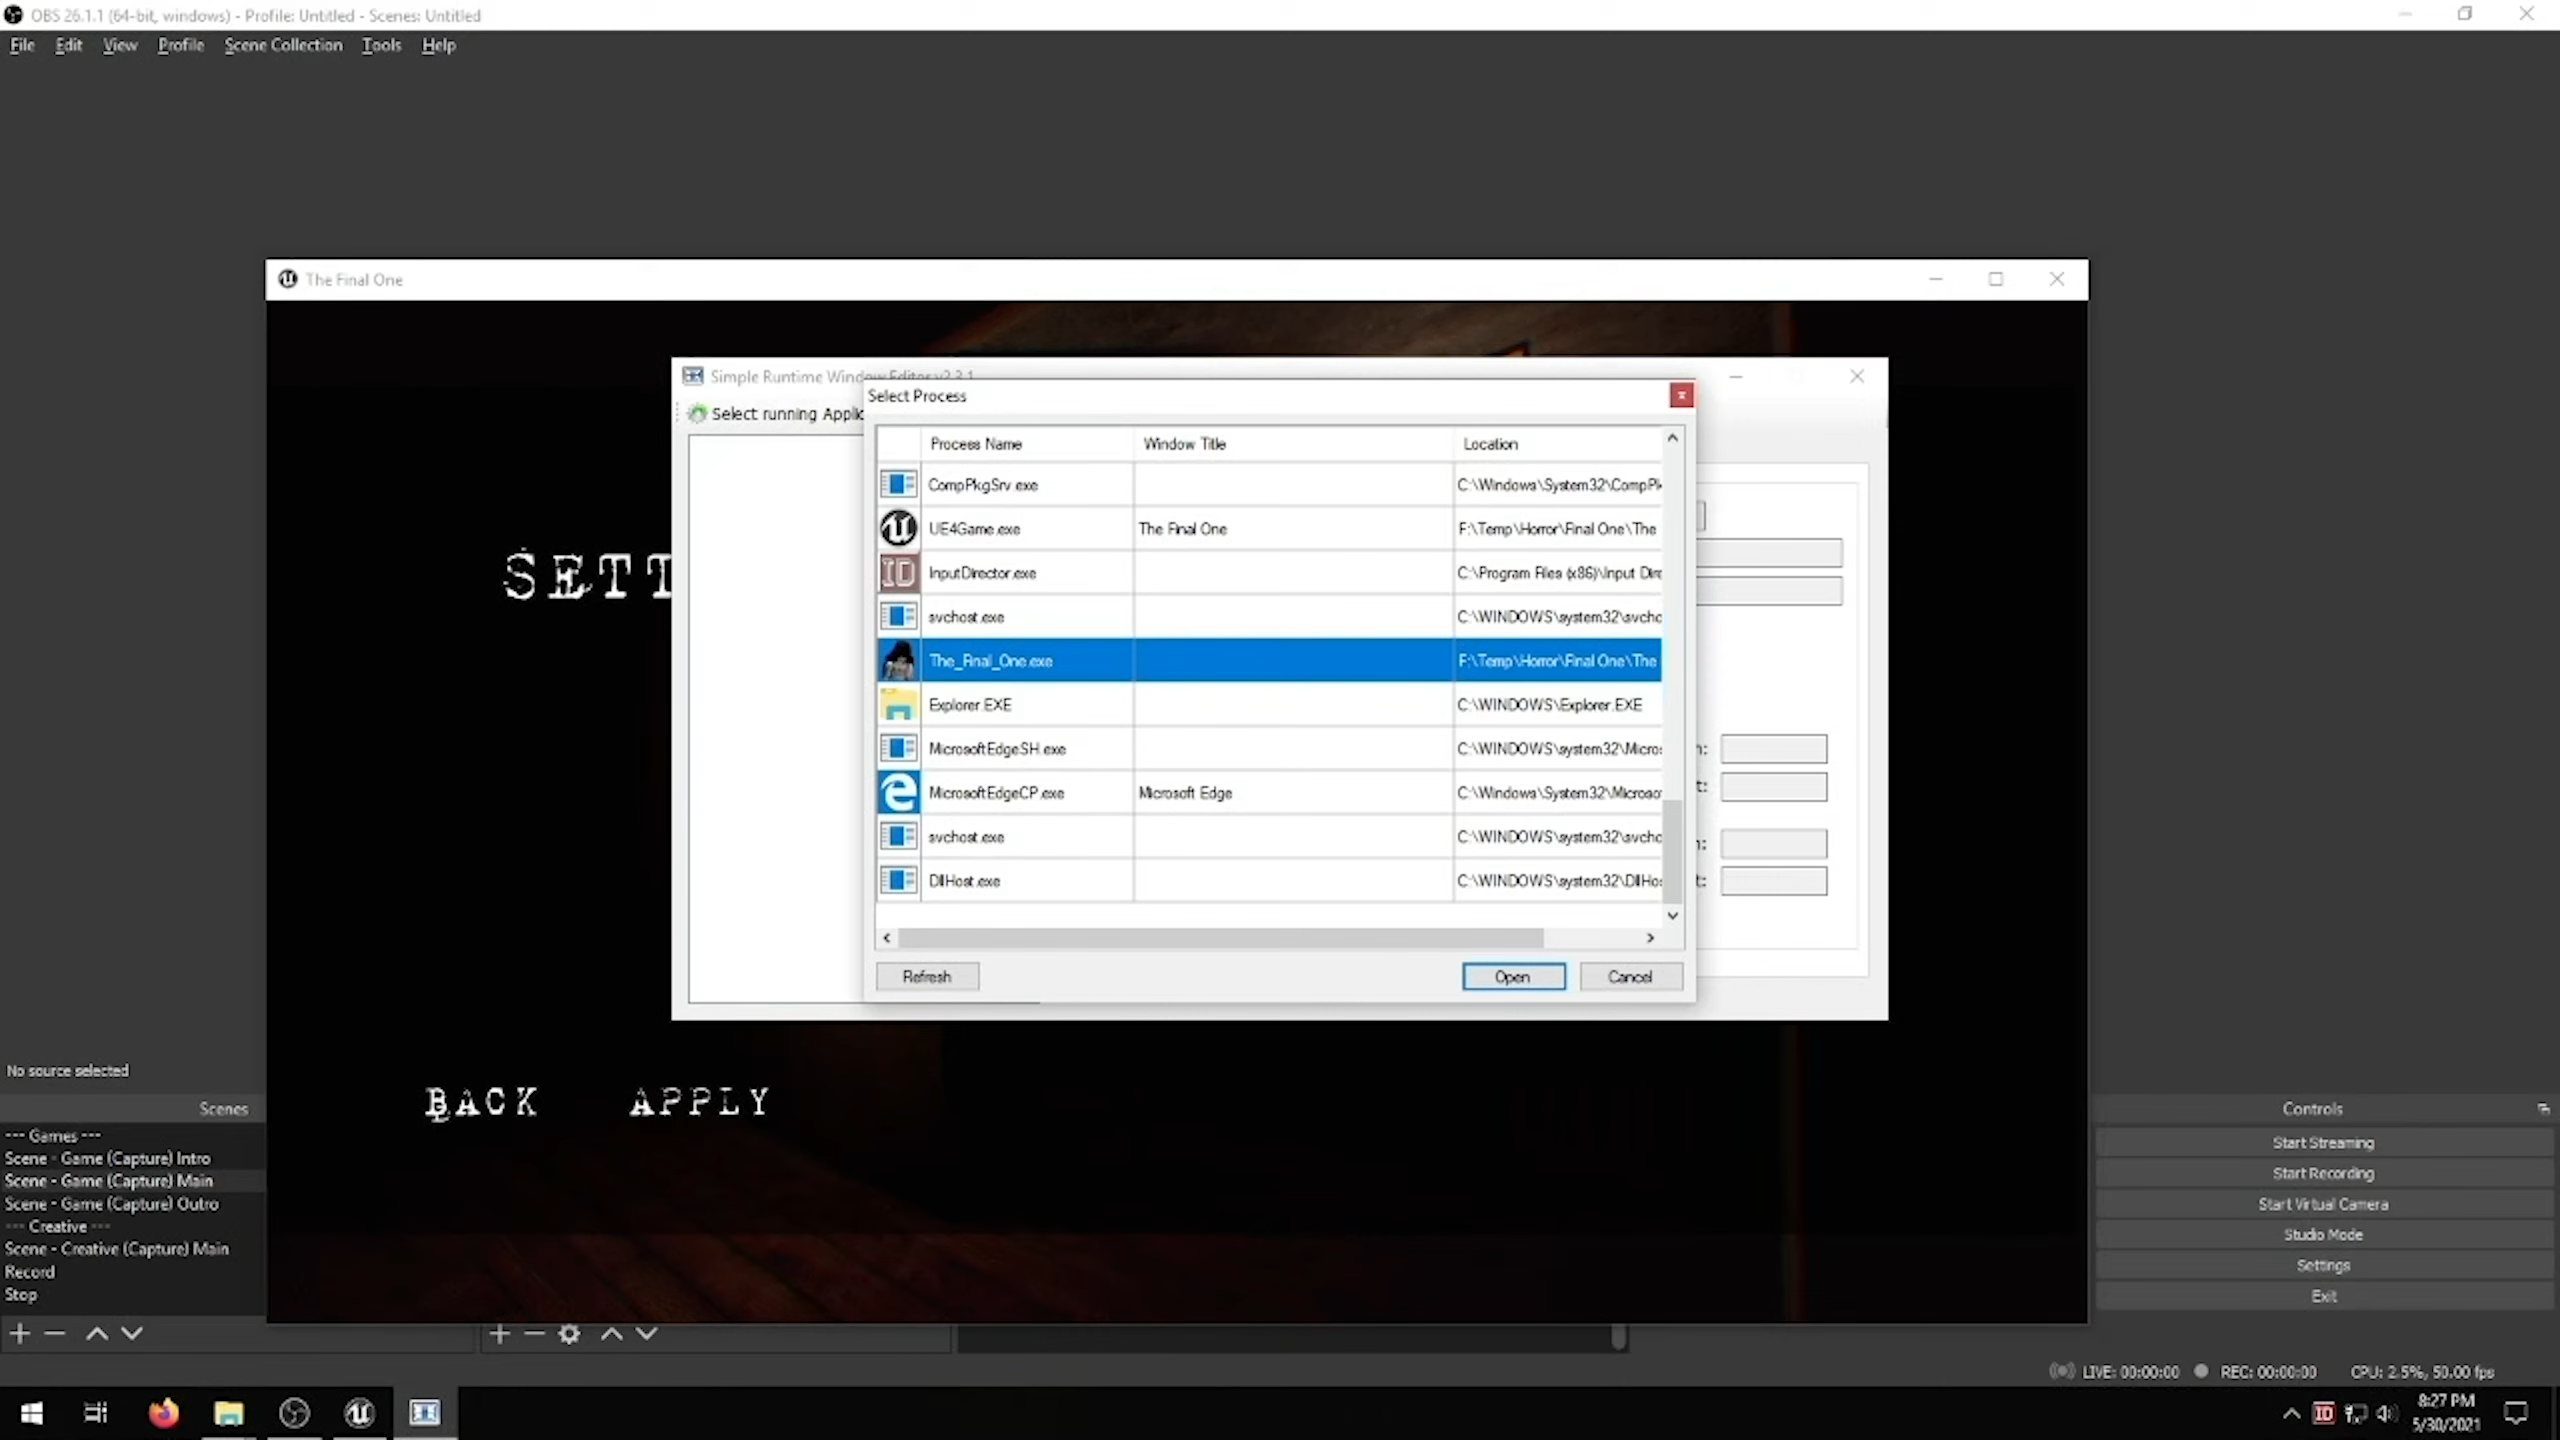 OBS 26.1.1 (64-bit, windows) - Profile: Untitled - Scenes: Untitled
File Edit View Profile Scene Collection Tools Help
The Final One
Simple Runtime Window Editor v2.3.1
Select Process
Select running Applic
Process Name Window Title Location
CompPkgSrv.exe C:\Windows\System32\CompPk
UE4Game.exe The Final One F:\Temp\Horror\Final One\The
InputDirector.exe C:\Program Files (x86)\Input Dire
svchost.exe C:\WINDOWS\system32\svcho
SETT
The_Final_One.exe F:\Temp\Horror\Final One\The
Explorer.EXE C:\WINDOWS\Explorer.EXE
MicrosoftEdgeSH.exe C:\WINDOWS\system32\Micros
MicrosoftEdgeCP.exe Microsoft Edge C:\Windows\System32\Microsof
svchost.exe C:\WINDOWS\system32\svcho
DllHost.exe C:\WINDOWS\system32\DllHos
Refresh Open Cancel
BACK APPLY
No source selected
Scenes
--- Games ---
Scene - Game (Capture) Intro
Scene - Game (Capture) Main
Scene - Game (Capture) Outro
--- Creative ---
Scene - Creative (Capture) Main
Record
Stop
Controls
Start Streaming
Start Recording
Start Virtual Camera
Studio Mode
Settings
Exit
LIVE: 00:00:00 REC: 00:00:00 CPU: 2.5%, 50.00 fps
ID
8:27 PM
5/30/2021